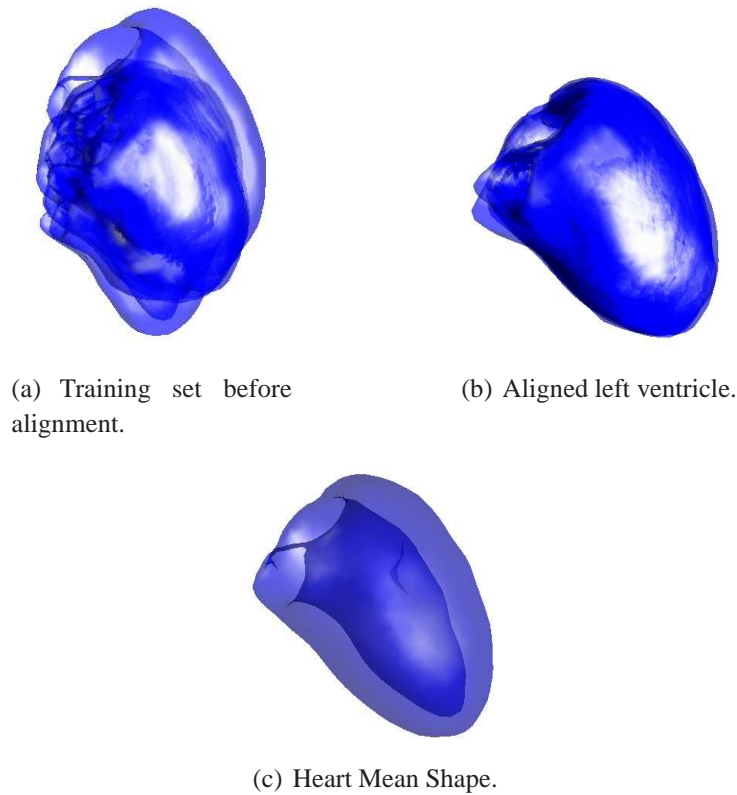 (a) Training set before
alignment.
(b) Aligned left ventricle.
(c) Heart Mean Shape.